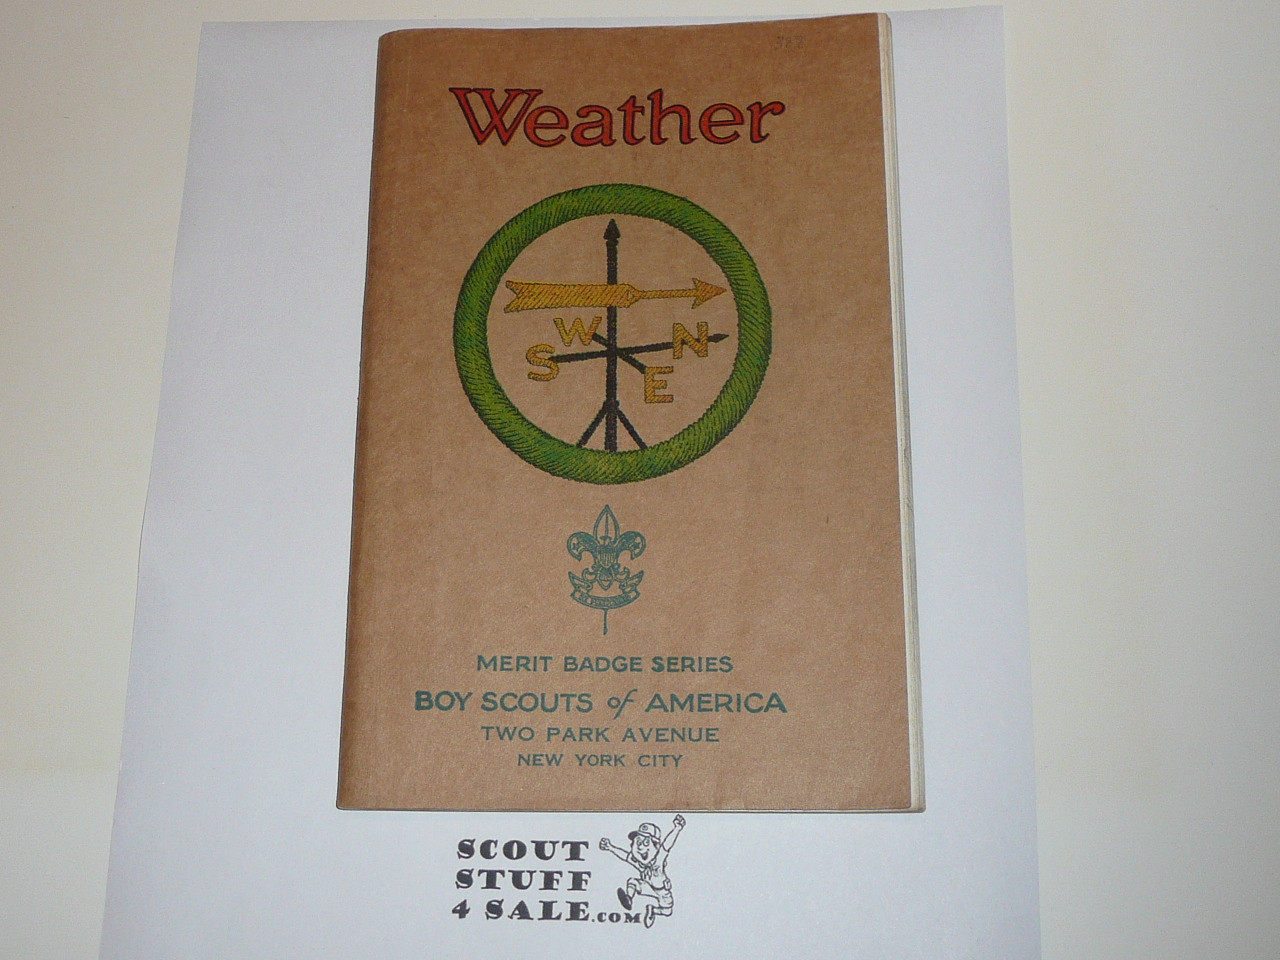 Weather
W
N
S
E
MERIT BADGE SERIES
BOY SCOUTS of AMERICA
TWO PARK AVENUE
NEW YORK CITY
SCOUT
STUFF
4 SALE.COM